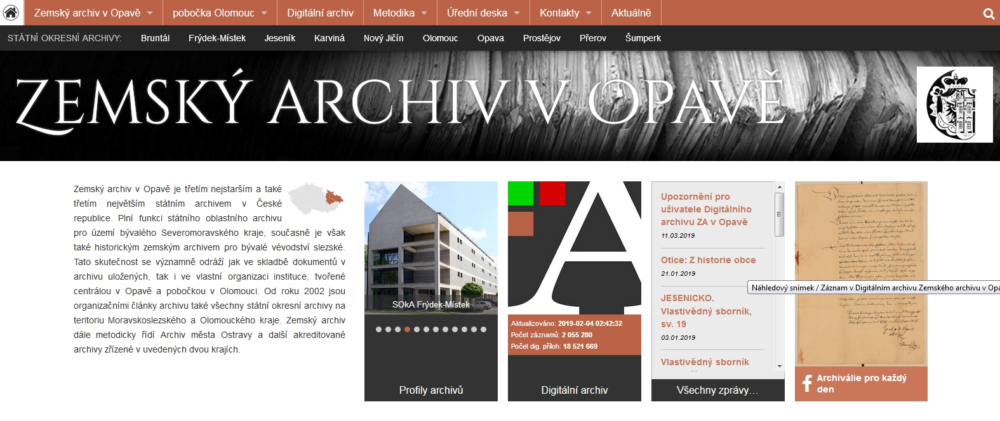 Zemský archiv v Opavě
pobočka Olomouc
Digitální archiv
Metodika
Úřední deska
Kontakty
Aktuálně
STÁTNÍ OKRESNÍ ARCHIVY:
Bruntál
Frýdek-Místek
Jeseník
Karviná
Nový Jičín
Olomouc
Opava
Prostějov
Přerov
Šumperk
ZEMSKÝ ARCHIV V OPAVĚ
Zemský archiv v Opavě je třetím nejstarším a také
třetím největším státním archivem v České
republice. Plní funkci státního oblastního archivu
pro území bývalého Severomoravského kraje, současně je však
také historickým zemským archivem pro bývalé vévodství slezské.
Tato skutečnost se významně odráží jak ve skladbě dokumentů v
archivu uložených, tak i ve vlastní organizaci instituce, tvořené
centrálou v Opavě a pobočkou v Olomouci. Od roku 2002 jsou
organizačními články archivu také všechny státní okresní archivy na
teritoriu Moravskoslezského a Olomouckého kraje. Zemský archiv
dále metodicky řídí Archiv města Ostravy a další akreditované
archivy zřízené v uvedených dvou krajích.
SOkA Frýdek-Místek
Profily archivů
A
Aktualizováno: 2019-02-04 02:42:32
Počet záznamů: 2 055 280
Počet dig. příloh: 18 521 669
Digitální archiv
Upozornění pro
uživatele Digitálního
archivu ZA v Opavě
11.03.2019
Otice: Z historie obce
21.01.2019
JESENICKO.
Vlastivědný sborník,
sv. 19
03.01.2019
Vlastivědný sborník
Všechny zprávy…
Náhledový snímek / Záznam v Digitálním archivu Zemského archivu v Opa
f Archiválie pro každý
den